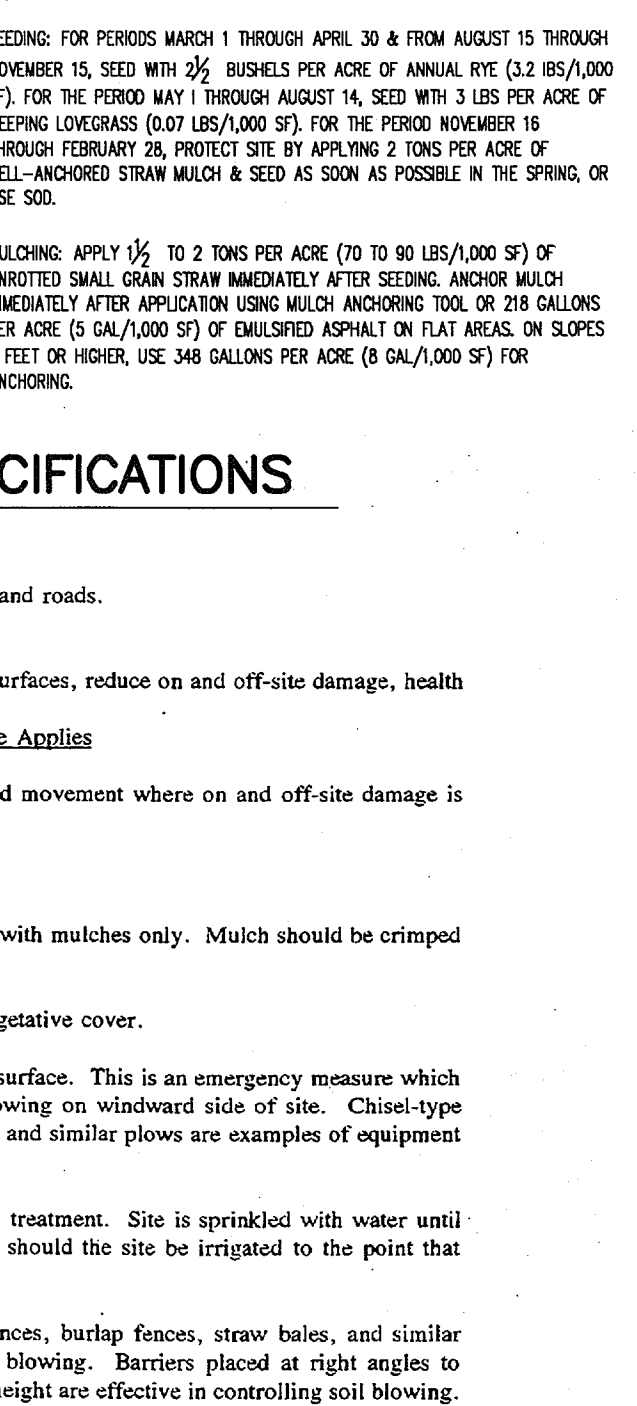 EEDING: FOR PERIODS MARCH 1 THROUGH APRIL 30 & FROM AUGUST 15 THROUGH
OVEMBER 15, SEED WITH 2½ BUSHELS PER ACRE OF ANNUAL RYE (3.2 lBS/1,000
F). FOR THE PERIOD MAY I THROUGH AUGUST 14, SEED WITH 3 LBS PER ACRE OF
EEPING LOVEGRASS (0.07 LBS/1,000 SF). FOR THE PERIOD NOVEMBER 16
HROUGH FEBRUARY 28, PROTECT SITE BY APPLYING 2 TONS PER ACRE OF
ELL-ANCHORED STRAW MULCH & SEED AS SOON AS POSSIBLE IN THE SPRING, OR
SE SOD.
ULCHING: APPLY 1½ TO 2 TONS PER ACRE (70 TO 90 LBS/1,000 SF) OF
NROTTED SMALL GRAIN STRAW IMMEDIATELY AFTER SEEDING. ANCHOR MULCH
MEDIATELY AFTER APPLICATION USING MULCH ANCHORING TOOL OR 218 GALLONS
ER ACRE (5 GAL/1,000 SF) OF EMULSIFIED ASPHALT ON FLAT AREAS. ON SLOPES
FEET OR HIGHER, USE 348 GALLONS PER ACRE (8 GAL/1,000 SF) FOR
NCHORING.
CIFICATIONS
and roads.
urfaces, reduce on and off-site damage, health
e Applies
d movement where on and off-site damage is
with mulches only. Mulch should be crimped
getative cover.
surface. This is an emergency measure which
owing on windward side of site. Chisel-type
and similar plows are examples of equipment
treatment. Site is sprinkled with water until
should the site be irrigated to the point that
nces, burlap fences, straw bales, and similar
blowing. Barriers placed at right angles to
height are effective in controlling soil blowing.